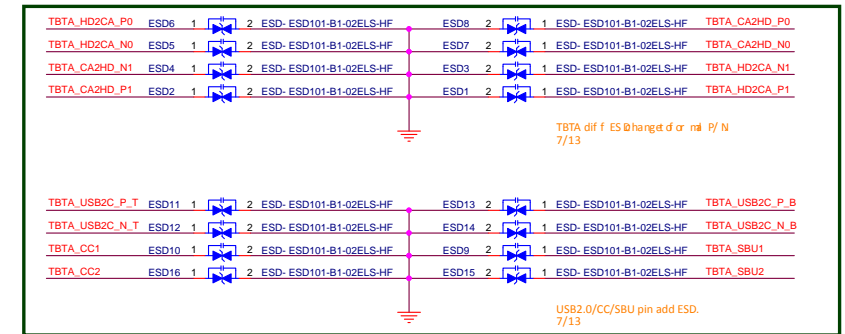 TBTA_HD2CA_P0 ESD6 1 2 ESD- ESD101-B1-02ELS-HF ESD8 2 1 ESD- ESD101-B1-02ELS-HF TBTA_CA2HD_P0
TBTA_HD2CA_N0 ESD5 1 2 ESD- ESD101-B1-02ELS-HF ESD7 2 1 ESD- ESD101-B1-02ELS-HF TBTA_CA2HD_N0
TBTA_CA2HD_N1 ESD4 1 2 ESD- ESD101-B1-02ELS-HF ESD3 2 1 ESD- ESD101-B1-02ELS-HF TBTA_HD2CA_N1
TBTA_CA2HD_P1 ESD2 1 2 ESD- ESD101-B1-02ELS-HF ESD1 2 1 ESD- ESD101-B1-02ELS-HF TBTA_HD2CA_P1
TBTA dif f P/ N
7/13
TBTA_USB2C_P_T ESD11 1 2 ESD- ESD101-B1-02ELS-HF ESD13 2 1 ESD- ESD101-B1-02ELS-HF TBTA_USB2C_P_B
TBTA_USB2C_N_T ESD12 1 2 ESD- ESD101-B1-02ELS-HF ESD14 2 1 ESD- ESD101-B1-02ELS-HF TBTA_USB2C_N_B
TBTA_CC1 ESD10 1 2 ESD- ESD101-B1-02ELS-HF ESD9 2 1 ESD- ESD101-B1-02ELS-HF TBTA_SBU1
TBTA_CC2 ESD16 1 2 ESD- ESD101-B1-02ELS-HF ESD15 2 1 ESD- ESD101-B1-02ELS-HF TBTA_SBU2
USB2.0/CC/SBU pin add ESD.
7/13